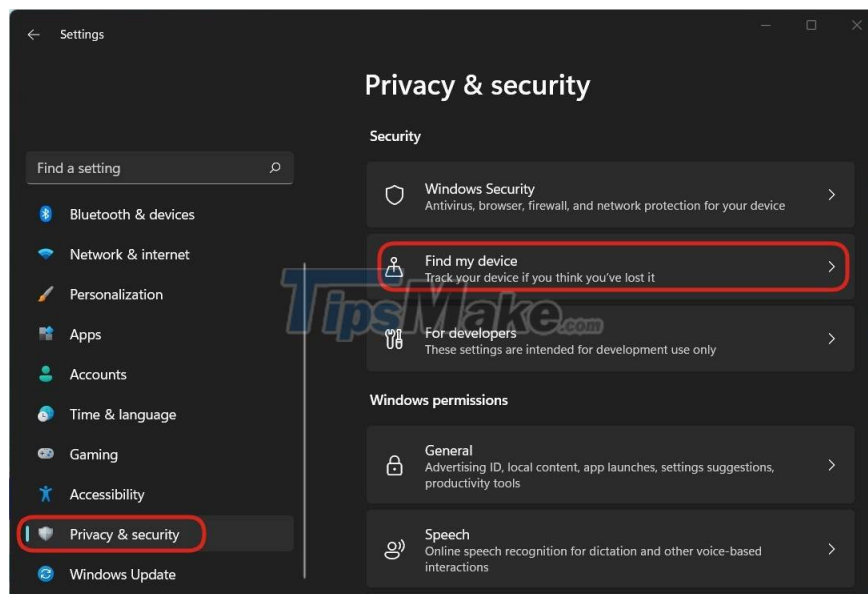 Settings
Privacy & security
Security
Find a setting
Windows Security
Antivirus, browser, firewall, and network protection for your device
Bluetooth & devices
Network & internet
Find my device
Track your device if you think you've lost it
Personalization
TipsMake.com
Apps
For developers
These settings are intended for development use only
Accounts
Windows permissions
Time & language
Gaming
General
Advertising ID, local content, app launches, settings suggestions,
productivity tools
Accessibility
Privacy & security
Speech
Online speech recognition for dictation and other voice-based
interactions
Windows Update